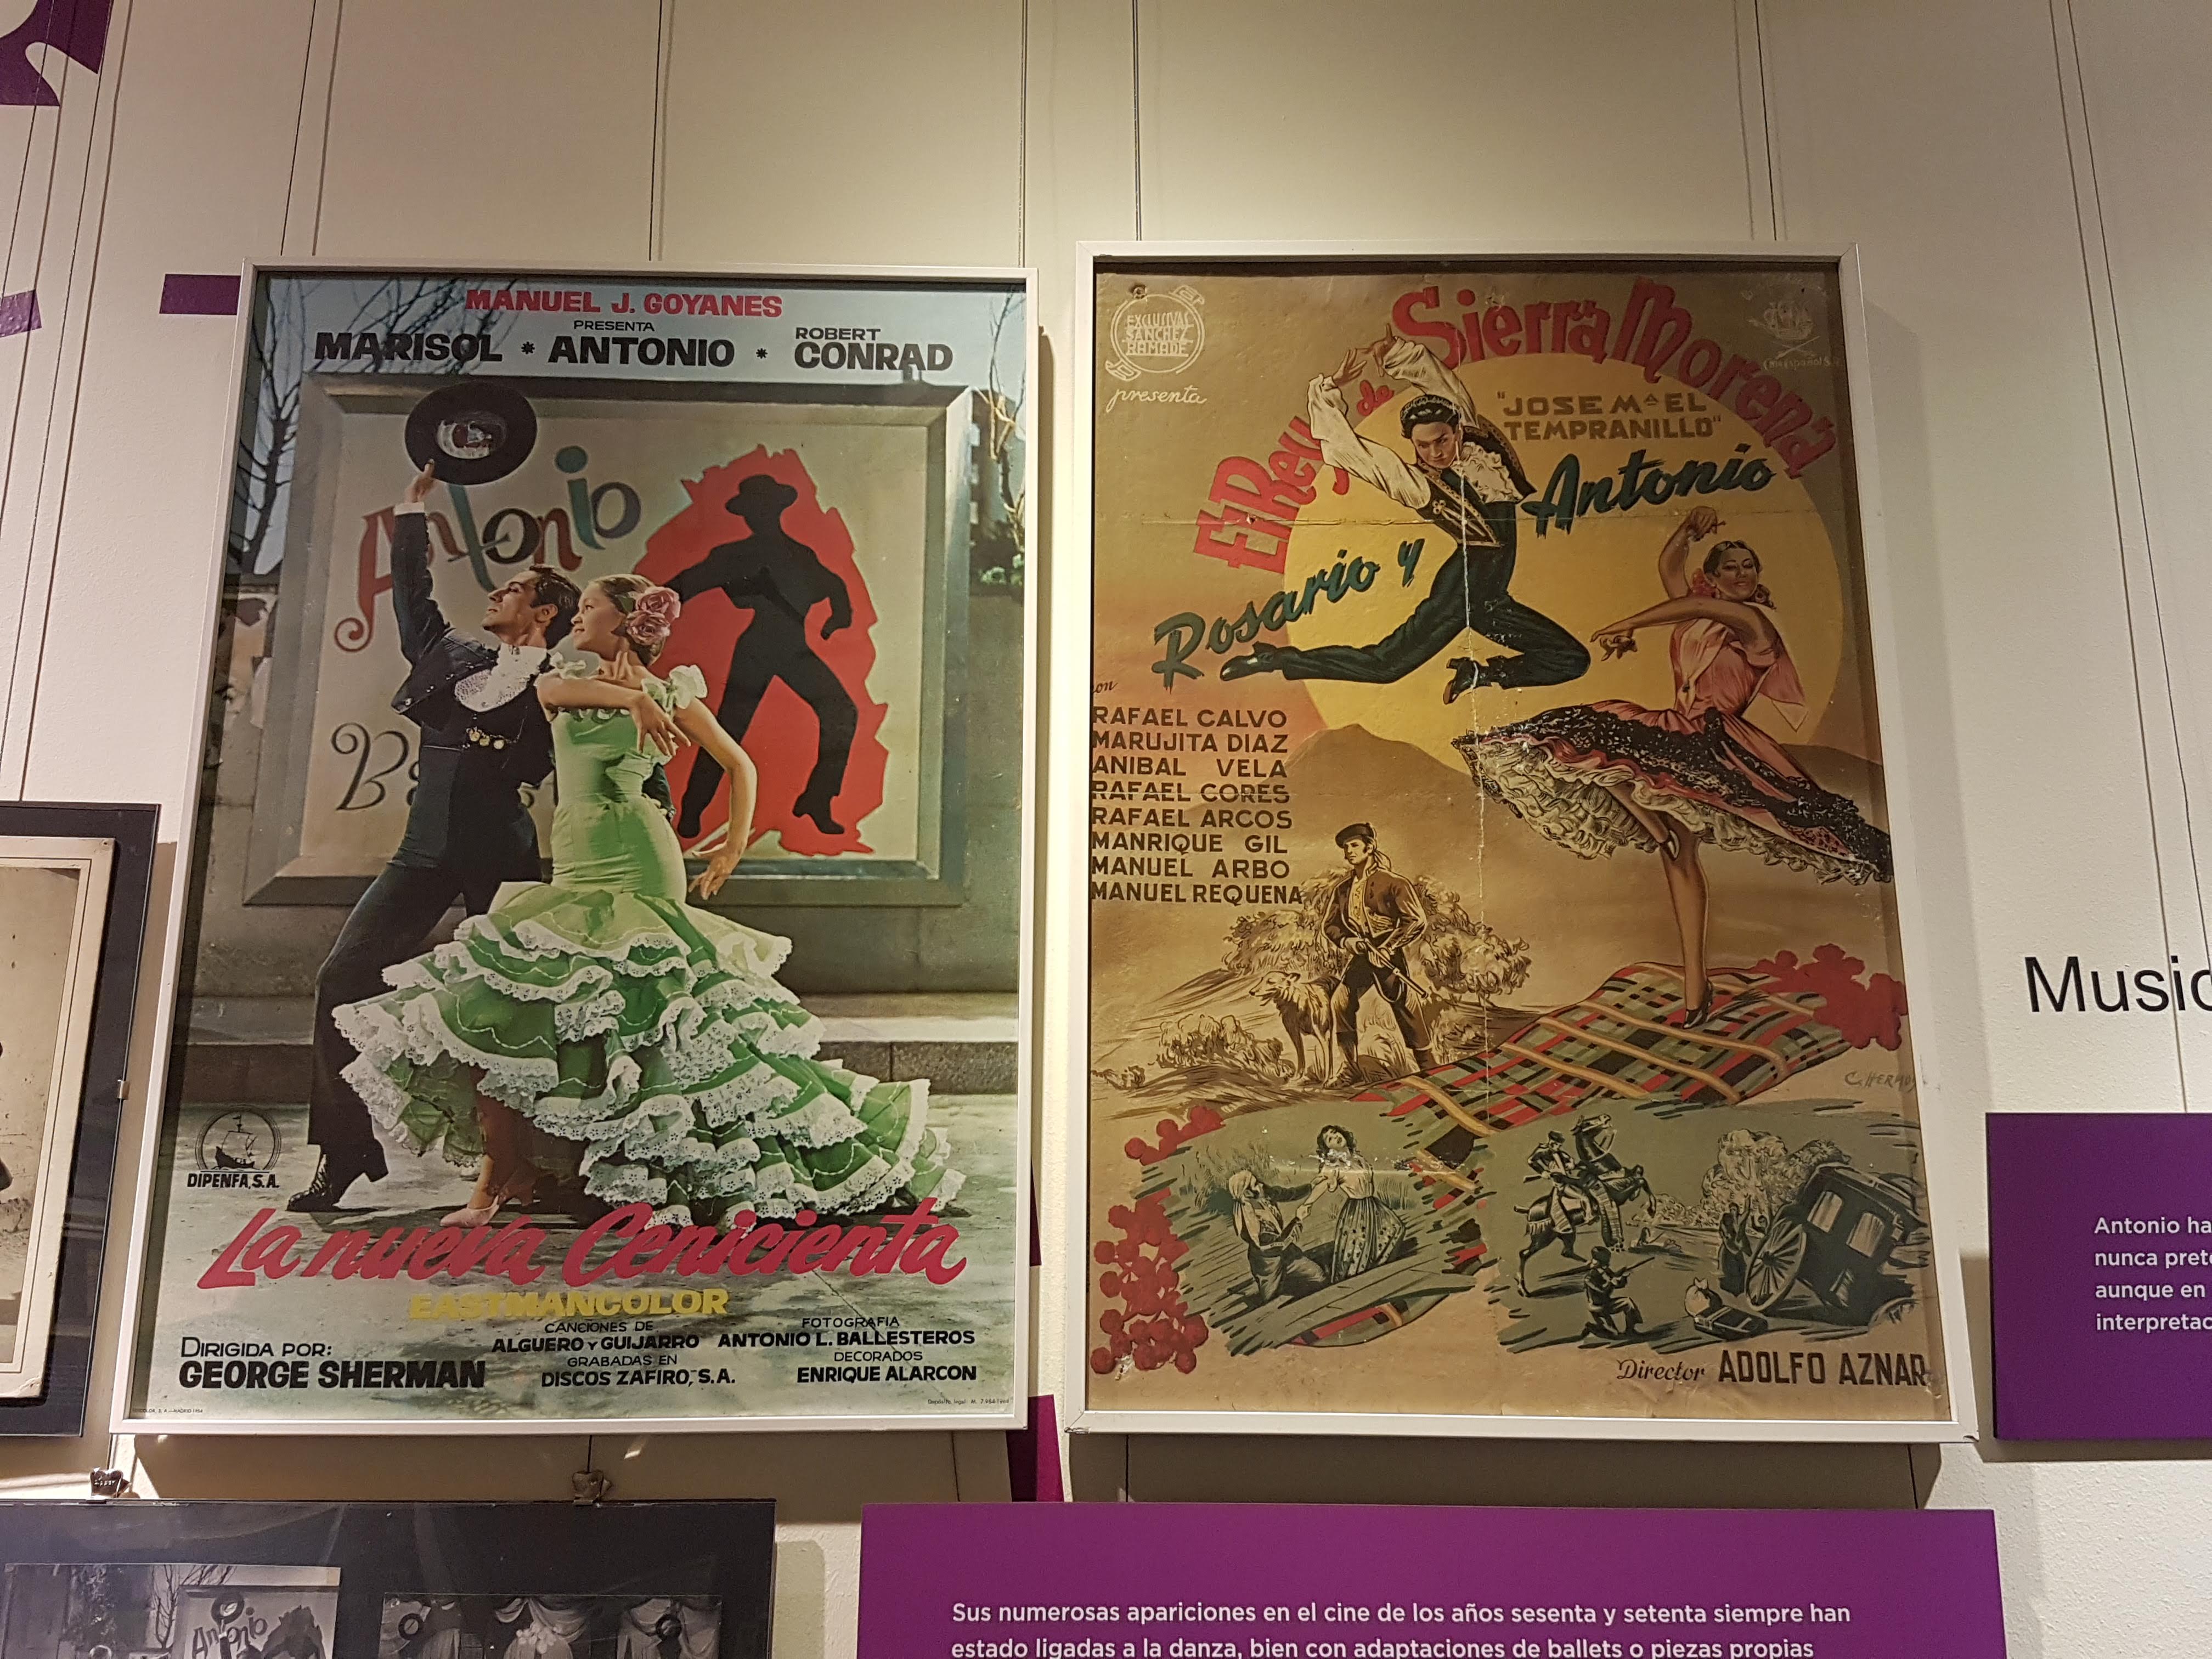 MANUEL J. GOYANES
PRESENTA
MARISOL * ANTONIO * ROBERT CONRAD
Antonio
DIPENFA, S.A.
La nueva Cenicienta
EASTMANCOLOR
DIRIGIDA POR:
GEORGE SHERMAN
CANCIONES DE
ALGUERO Y GUIJARRO
GRABADAS EN
DISCOS ZAFIRO, S.A.
FOTOGRAFIA
ANTONIO L. BALLESTEROS
DECORADOS
ENRIQUE ALARCON
EXCLUSIVAS
SANCHEZ
RAMADE
presenta
El Rey de Sierra Morena
"JOSE Mª EL
TEMPRANILLO"
Rosario y Antonio
con
RAFAEL CALVO
MARUJITA DIAZ
ANIBAL VELA
RAFAEL CORES
RAFAEL ARCOS
MANRIQUE GIL
MANUEL ARBO
MANUEL REQUENA
Director ADOLFO AZNAR
Music
Antonio ha
nunca pret
aunque en
interpretac
Sus numerosas apariciones en el cine de los años sesenta y setenta siempre han
estado ligadas a la danza, bien con adaptaciones de ballets o piezas propias
Antonio